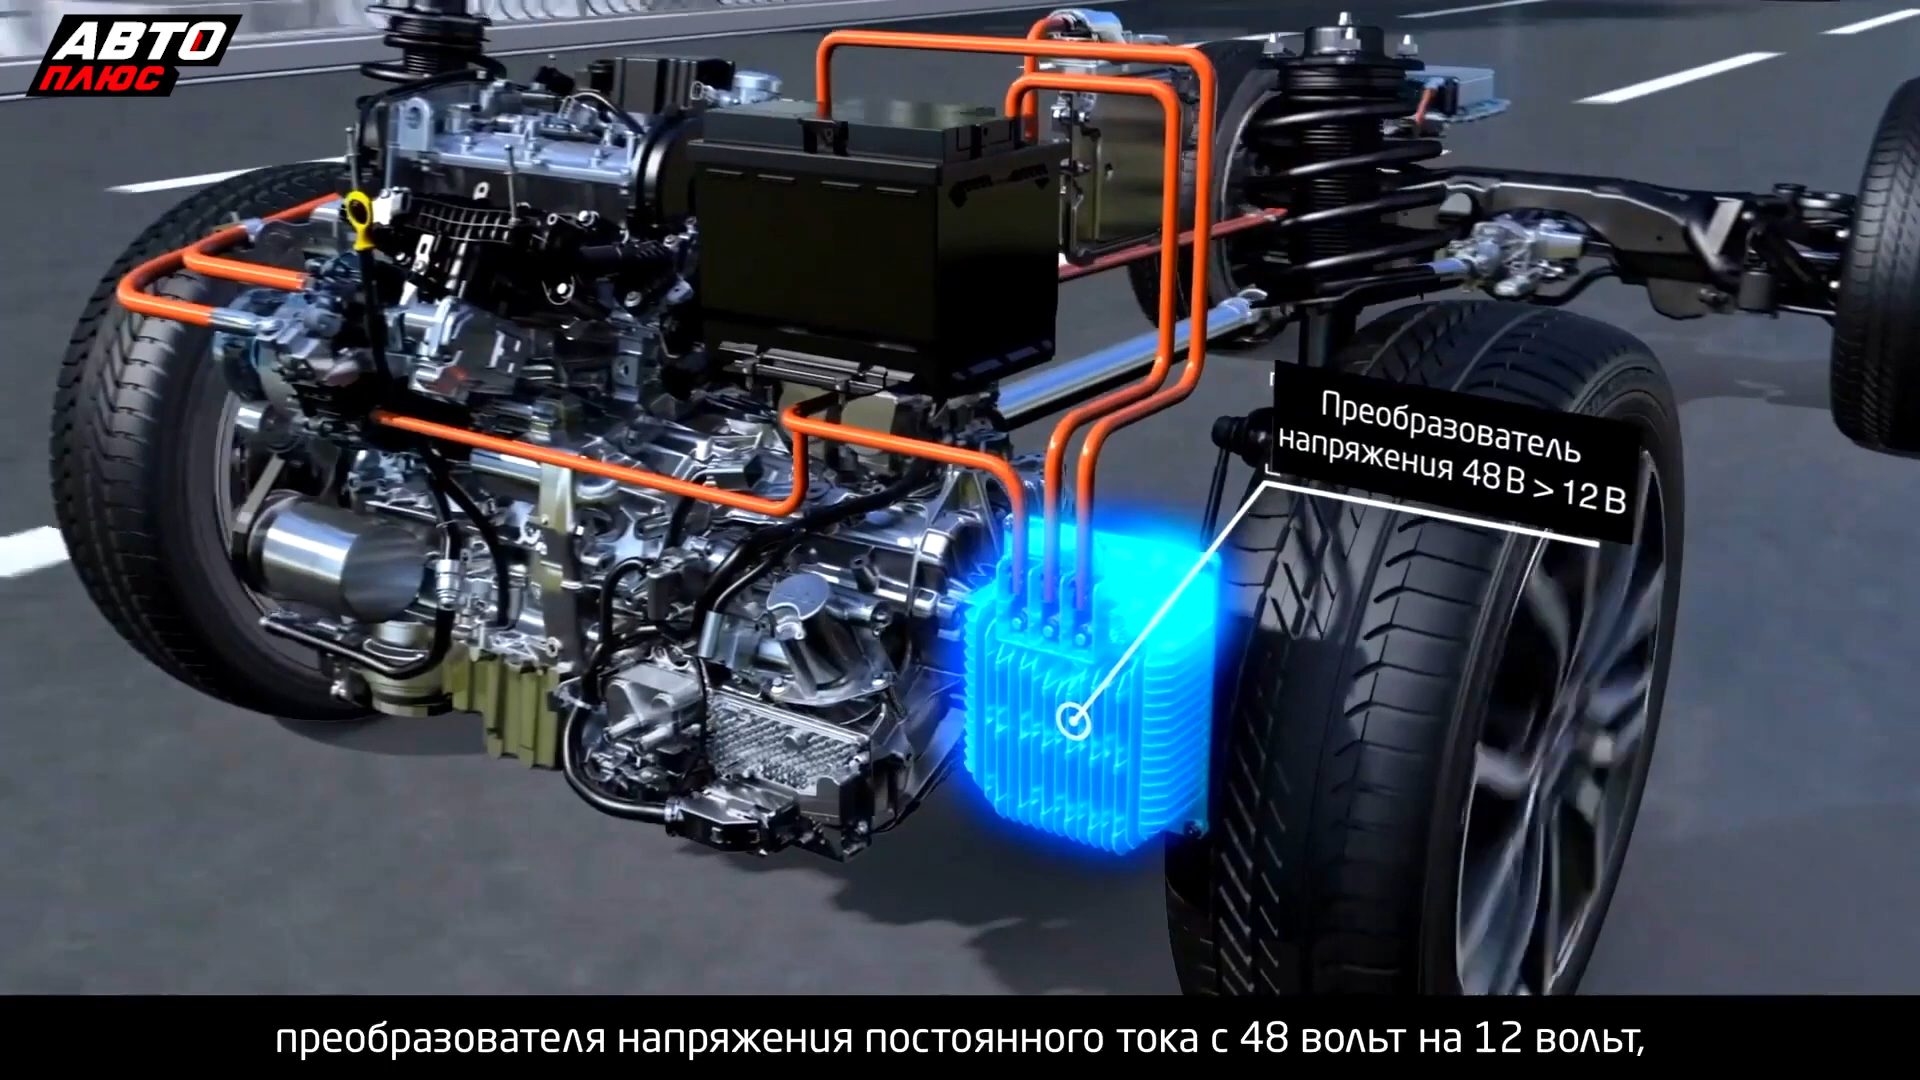 АВТО
ПЛЮС
Преобразователь
напряжения 48 В > 12 В
преобразователя напряжения постоянного тока с 48 вольт на 12 вольт,